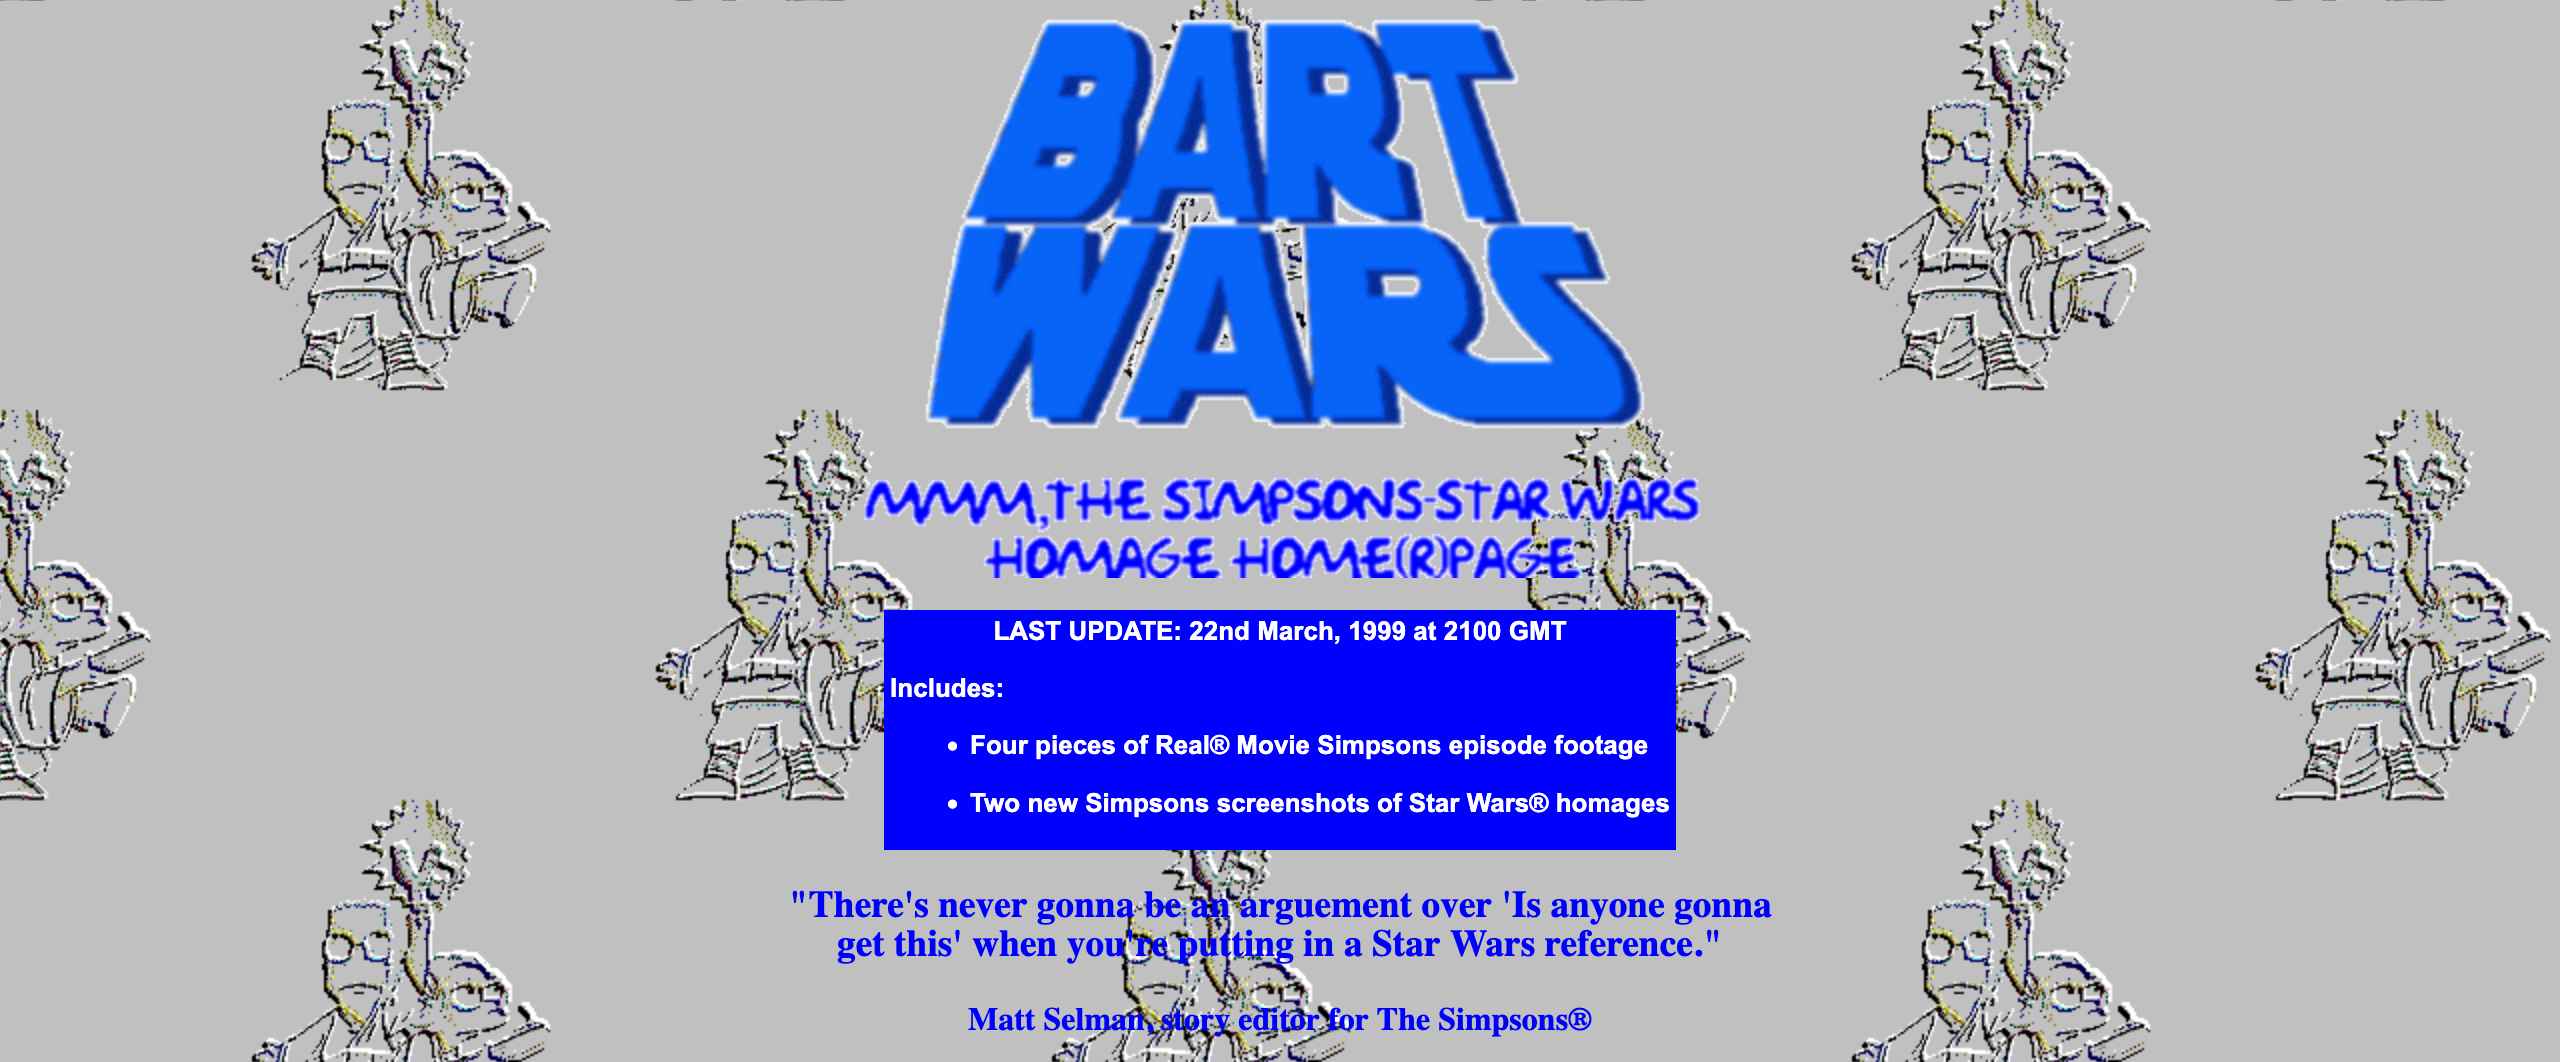 BART
WARS
MMM,THE SIMPSONS-STAR WARS
HOMAGE HOME(R)PAGE
LAST UPDATE: 22nd March, 1999 at 2100 GMT
Includes:
• Four pieces of Real® Movie Simpsons episode footage
• Two new Simpsons screenshots of Star Wars® homages
"There's never gonna be an arguement over 'Is anyone gonna
get this' when you're putting in a Star Wars reference."
Matt Selman, story editor for The Simpsons®